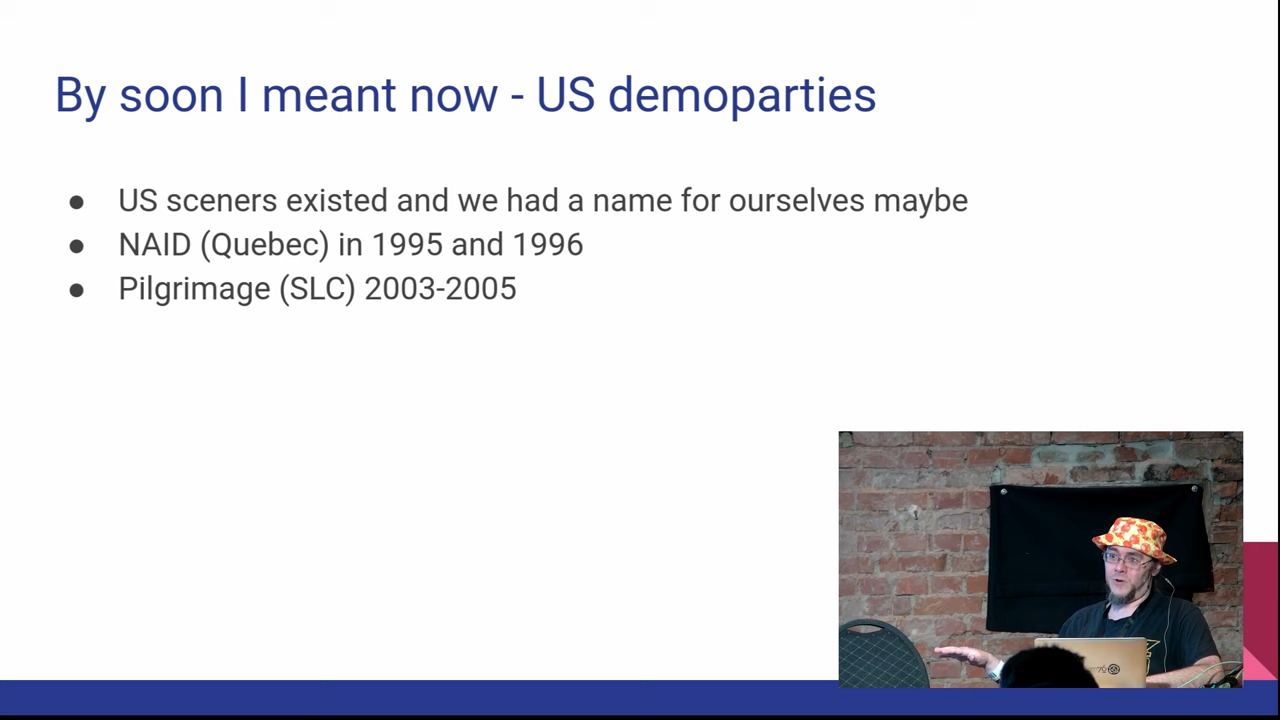 By soon I meant now - US demoparties
● US sceners existed and we had a name for ourselves maybe
● NAID (Quebec) in 1995 and 1996
● Pilgrimage (SLC) 2003-2005